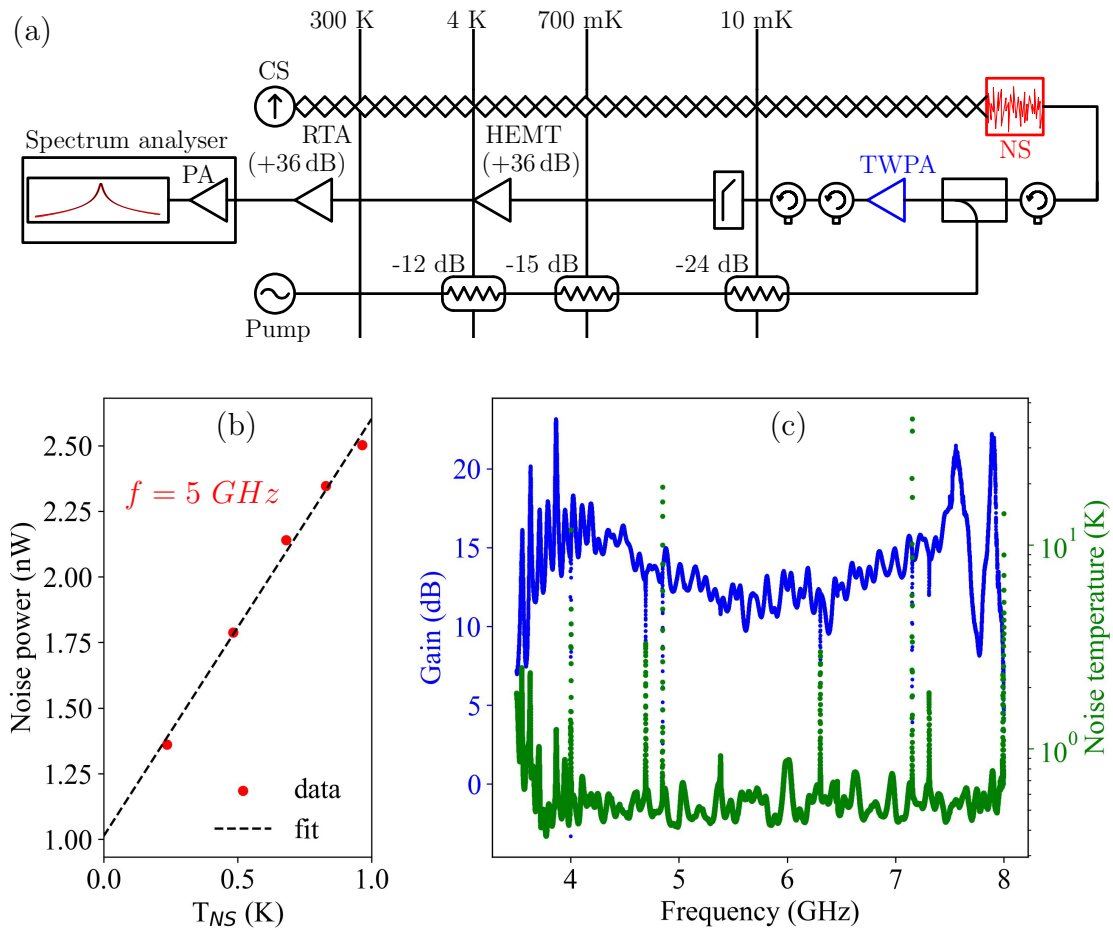 (a)
300 K
4 K
700 mK
10 mK
CS
NS
Spectrum analyser
PA
RTA
(+36 dB)
HEMT
(+36 dB)
TWPA
-12 dB
-15 dB
-24 dB
Pump
(b)
f = 5 GHz
Noise power (nW)
2.50
2.25
2.00
1.75
1.50
1.25
1.00
data
fit
0.0
0.5
1.0
T_NS (K)
(c)
Gain (dB)
20
15
10
5
0
Noise temperature (K)
10^1
10^0
4
5
6
7
8
Frequency (GHz)